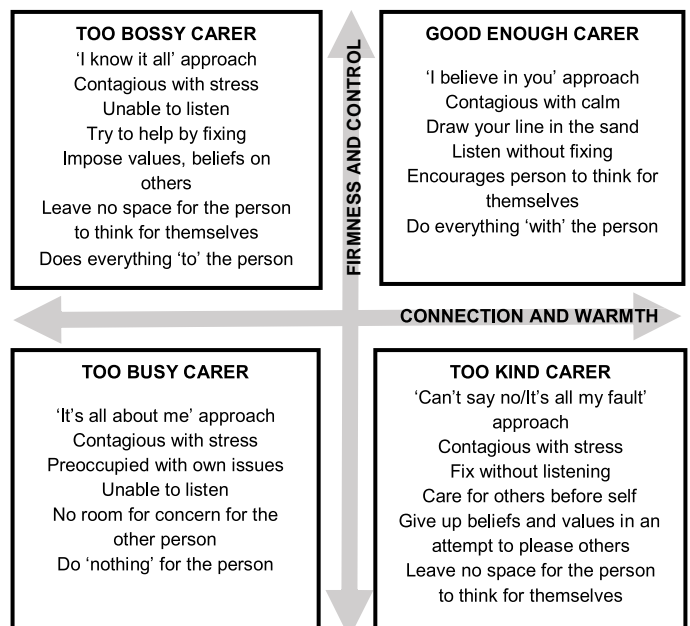 TOO BOSSY CARER
‘I know it all’ approach
Contagious with stress
Unable to listen
Try to help by fixing
Impose values, beliefs on
others
Leave no space for the person
to think for themselves
Does everything ‘to’ the person
FIRMNESS AND CONTROL
GOOD ENOUGH CARER
‘I believe in you’ approach
Contagious with calm
Draw your line in the sand
Listen without fixing
Encourages person to think for
themselves
Do everything ‘with’ the person
CONNECTION AND WARMTH
TOO BUSY CARER
‘It’s all about me’ approach
Contagious with stress
Preoccupied with own issues
Unable to listen
No room for concern for the
other person
Do ‘nothing’ for the person
TOO KIND CARER
‘Can’t say no/It’s all my fault’
approach
Contagious with stress
Fix without listening
Care for others before self
Give up beliefs and values in an
attempt to please others
Leave no space for the person
to think for themselves